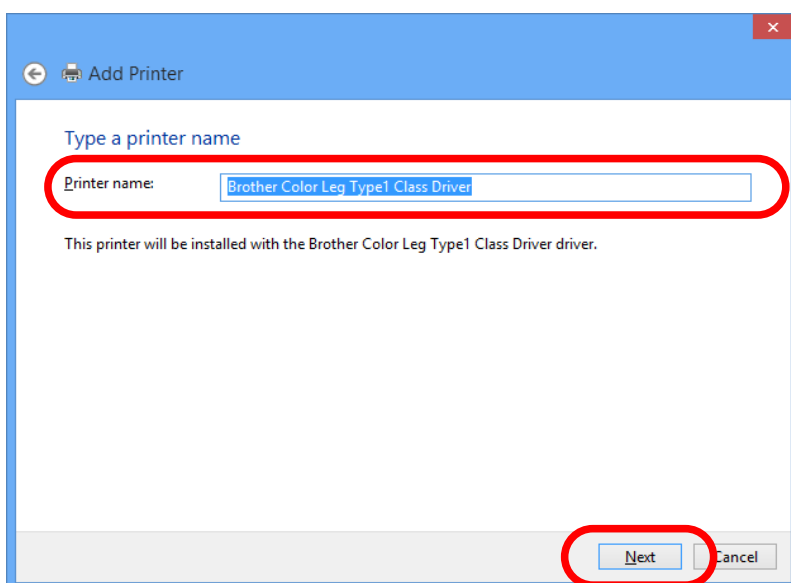 Add Printer
Type a printer name
Printer name: Brother Color Leg Type1 Class Driver
This printer will be installed with the Brother Color Leg Type1 Class Driver driver.
Next Cancel